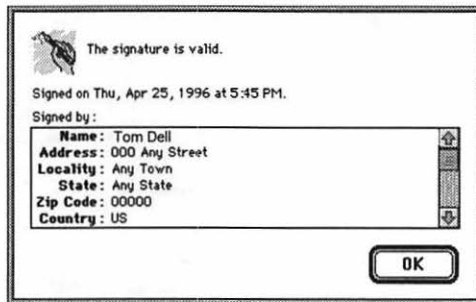 The signature is valid.
Signed on Thu, Apr 25, 1996 at 5:45 PM.
Signed by:
Name: Tom Dell
Address: 000 Any Street
Locality: Any Town
State: Any State
Zip Code: 00000
Country: US
OK